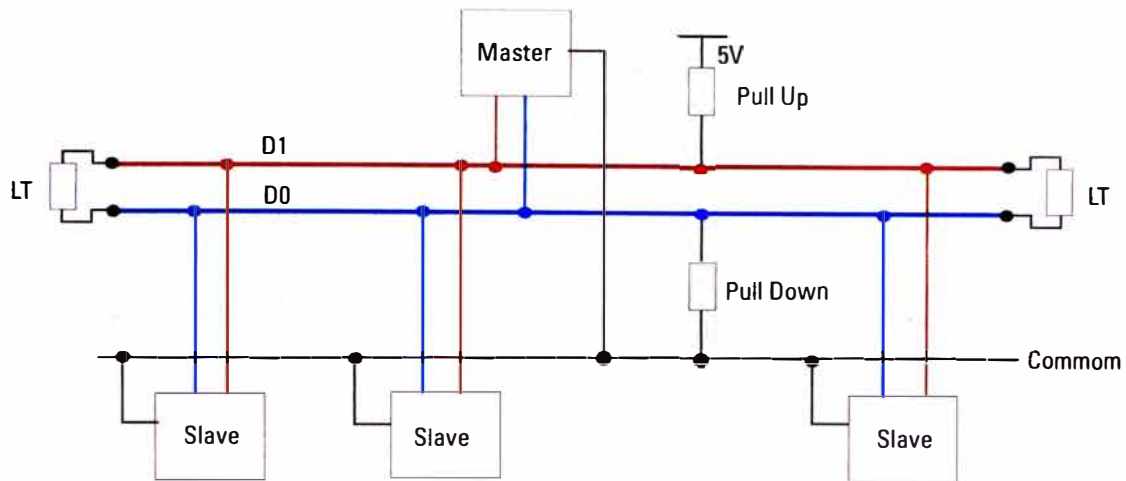 Master
5V
Pull Up
D1
LT
D0
LT
Pull Down
Commom
Slave
Slave
Slave